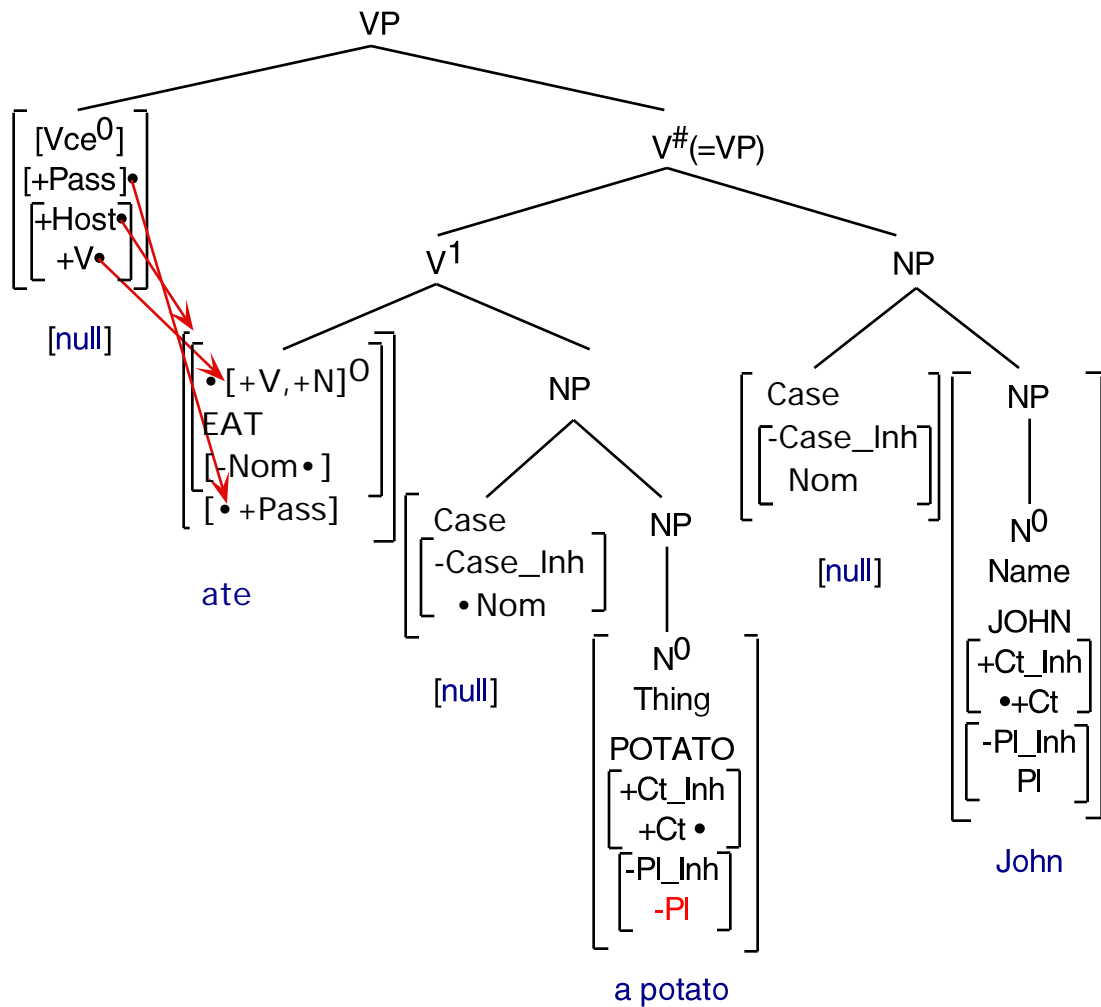 VP
[Vce⁰]
[+Pass]•
+Host•
+V•
[null]
V#(=VP)
V¹
NP
•[+V,+N]⁰
EAT
[-Nom•]
[• +Pass]
ate
NP
Case
-Case_Inh
•Nom
[null]
NP
N⁰
Thing
POTATO
+Ct_Inh
+Ct •
-Pl_Inh
-Pl
a potato
Case
-Case_Inh
Nom
[null]
NP
N⁰
Name
JOHN
+Ct_Inh
•+Ct
-Pl_Inh
Pl
John